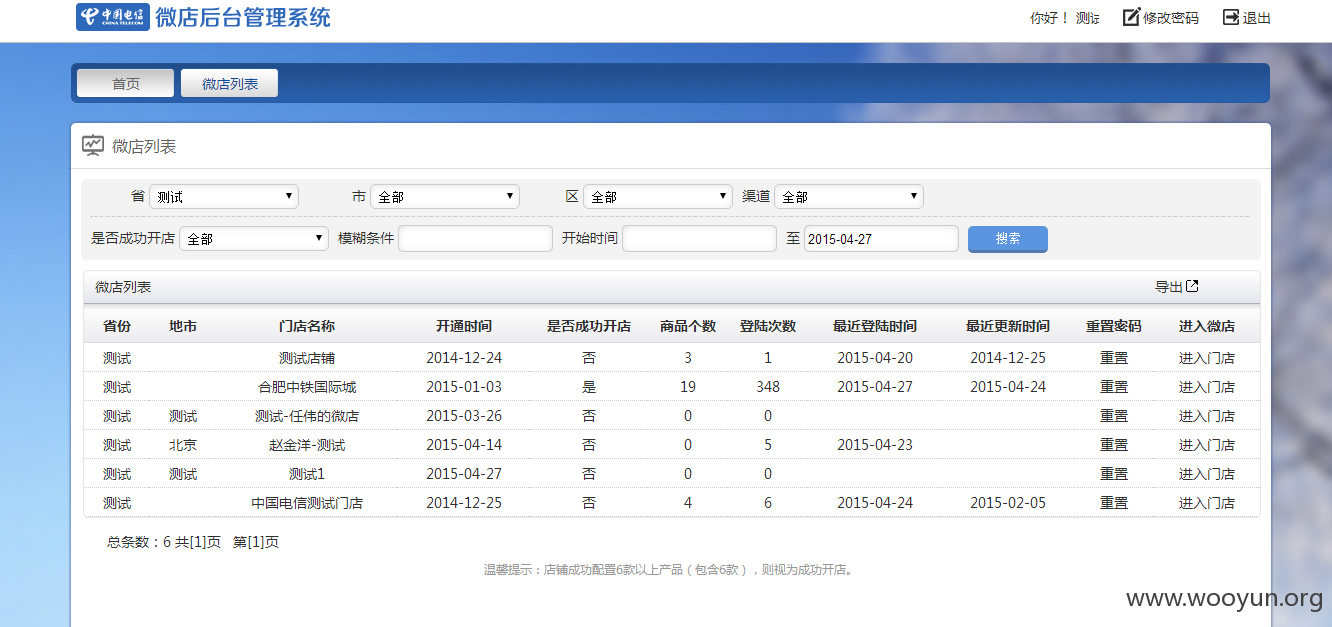 中国电信 CHINA TELECOM 微店后台管理系统 你好！ 测试 修改密码 退出
首页 微店列表
微店列表
省 测试 市 全部 区 全部 渠道 全部
是否成功开店 全部 模糊条件 开始时间 至 2015-04-27 搜索
微店列表 导出
省份 地市 门店名称 开通时间 是否成功开店 商品个数 登陆次数 最近登陆时间 最近更新时间 重置密码 进入微店
测试 测试店铺 2014-12-24 否 3 1 2015-04-20 2014-12-25 重置 进入门店
测试 合肥中铁国际城 2015-01-03 是 19 348 2015-04-27 2015-04-24 重置 进入门店
测试 测试 测试-任伟的微店 2015-03-26 否 0 0 重置 进入门店
测试 北京 赵金洋-测试 2015-04-14 否 0 5 2015-04-23 重置 进入门店
测试 测试 测试1 2015-04-27 否 0 0 重置 进入门店
测试 中国电信测试门店 2014-12-25 否 4 6 2015-04-24 2015-02-05 重置 进入门店
总条数：6 共[1]页 第[1]页
温馨提示：店铺成功配置6款以上产品（包含6款），则视为成功开店。
www.wooyun.org